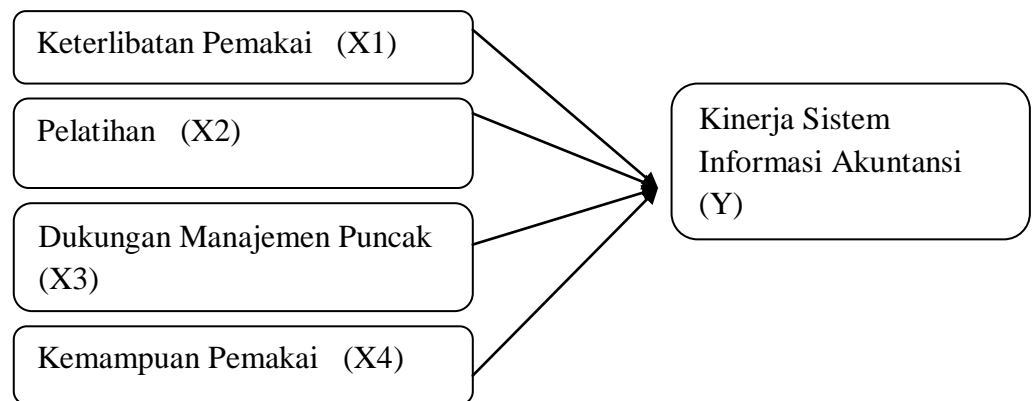 Keterlibatan Pemakai (X1)
Pelatihan (X2)
Dukungan Manajemen Puncak
(X3)
Kemampuan Pemakai (X4)
Kinerja Sistem
Informasi Akuntansi
(Y)